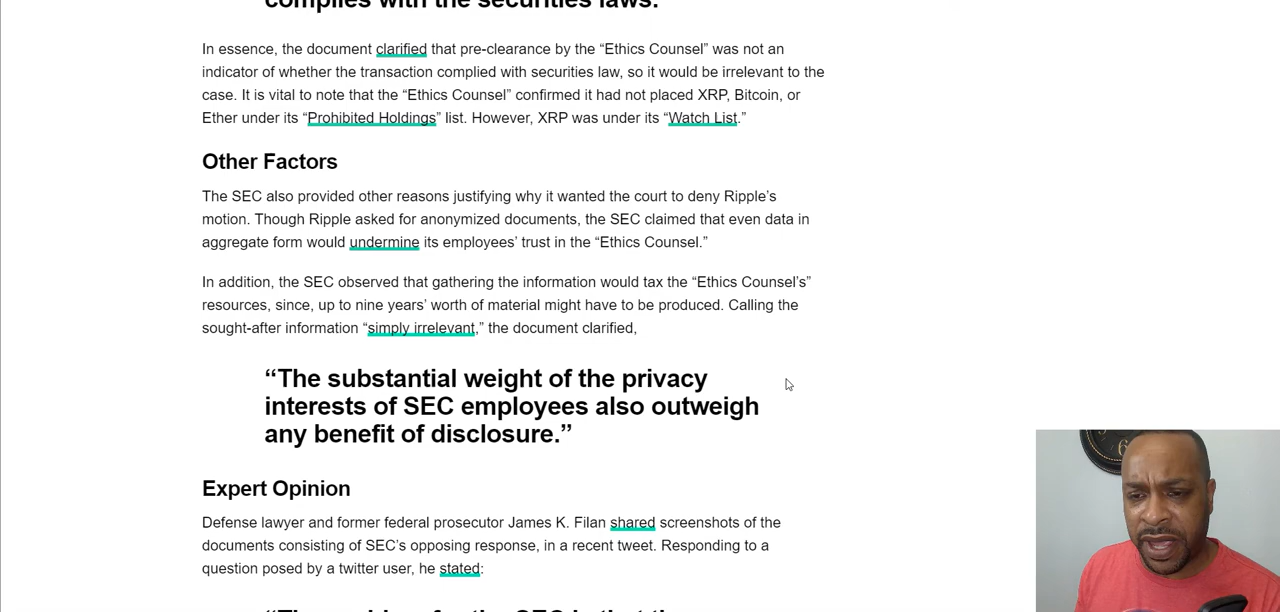 complies with the securities laws.
In essence, the document clarified that pre-clearance by the “Ethics Counsel” was not an
indicator of whether the transaction complied with securities law, so it would be irrelevant to the
case. It is vital to note that the “Ethics Counsel” confirmed it had not placed XRP, Bitcoin, or
Ether under its “Prohibited Holdings” list. However, XRP was under its “Watch List.”
Other Factors
The SEC also provided other reasons justifying why it wanted the court to deny Ripple’s
motion. Though Ripple asked for anonymized documents, the SEC claimed that even data in
aggregate form would undermine its employees’ trust in the “Ethics Counsel.”
In addition, the SEC observed that gathering the information would tax the “Ethics Counsel’s”
resources, since, up to nine years’ worth of material might have to be produced. Calling the
sought-after information “simply irrelevant,” the document clarified,
“The substantial weight of the privacy
interests of SEC employees also outweigh
any benefit of disclosure.”
Expert Opinion
Defense lawyer and former federal prosecutor James K. Filan shared screenshots of the
documents consisting of SEC’s opposing response, in a recent tweet. Responding to a
question posed by a twitter user, he stated: